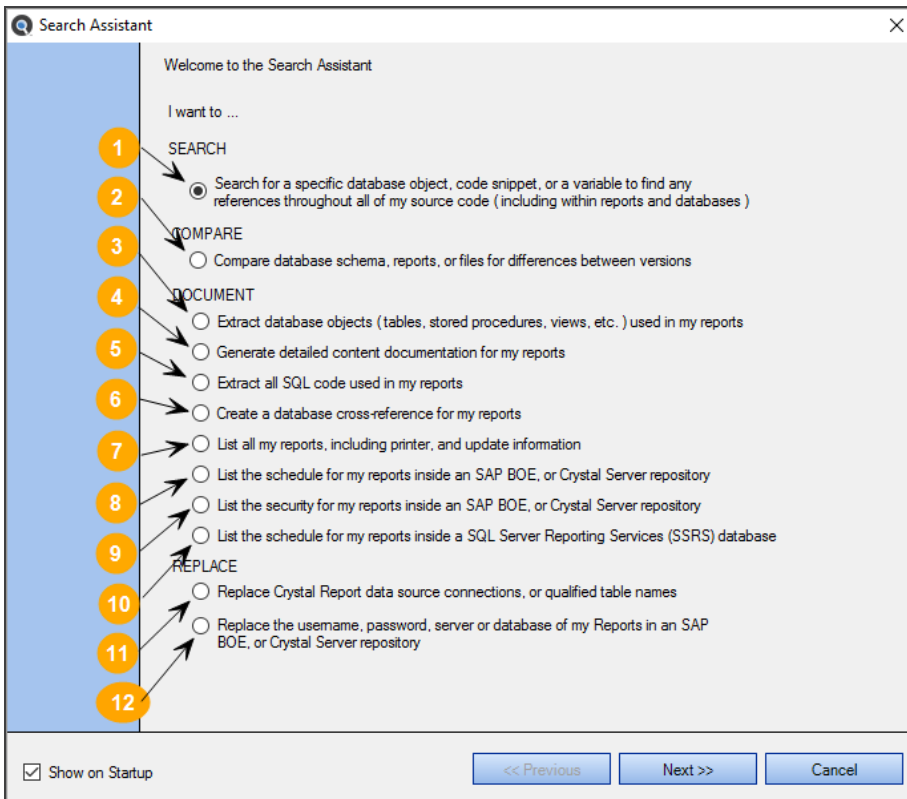 Search Assistant
Welcome to the Search Assistant
I want to ...
1
SEARCH
Search for a specific database object, code snippet, or a variable to find any
references throughout all of my source code ( including within reports and databases )
2
COMPARE
3
Compare database schema, reports, or files for differences between versions
4
DOCUMENT
Extract database objects ( tables, stored procedures, views, etc. ) used in my reports
5
Generate detailed content documentation for my reports
Extract all SQL code used in my reports
6
Create a database cross-reference for my reports
7
List all my reports, including printer, and update information
8
List the schedule for my reports inside an SAP BOE, or Crystal Server repository
9
List the security for my reports inside an SAP BOE, or Crystal Server repository
List the schedule for my reports inside a SQL Server Reporting Services (SSRS) database
10
REPLACE
Replace Crystal Report data source connections, or qualified table names
11
Replace the username, password, server or database of my Reports in an SAP
BOE, or Crystal Server repository
12
Show on Startup
<< Previous
Next >>
Cancel